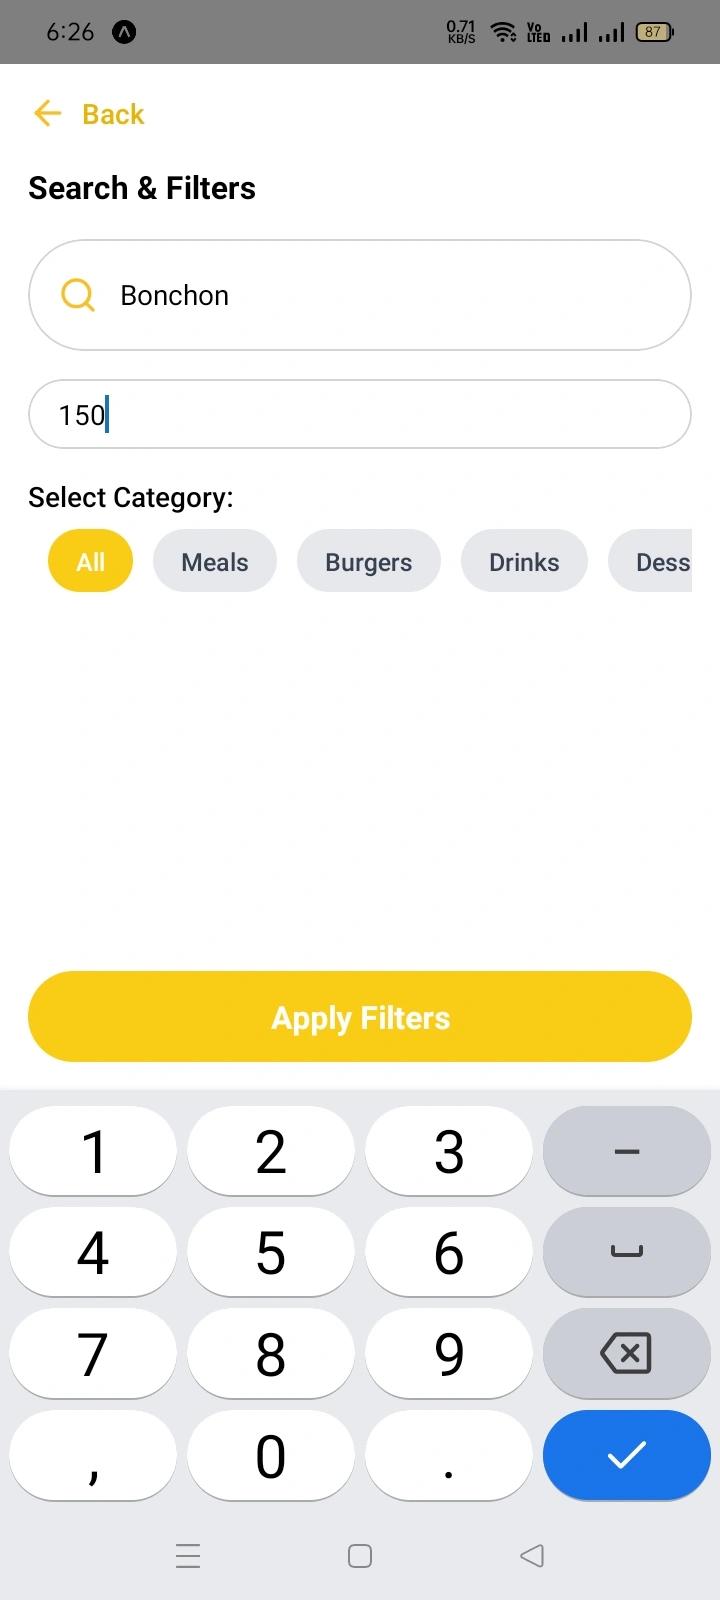 6:26 0.71 KB/S Vo LTE 87
Back
Search & Filters
Bonchon
150
Select Category:
All Meals Burgers Drinks Dess
Apply Filters
1 2 3 –
4 5 6
7 8 9
, 0 .